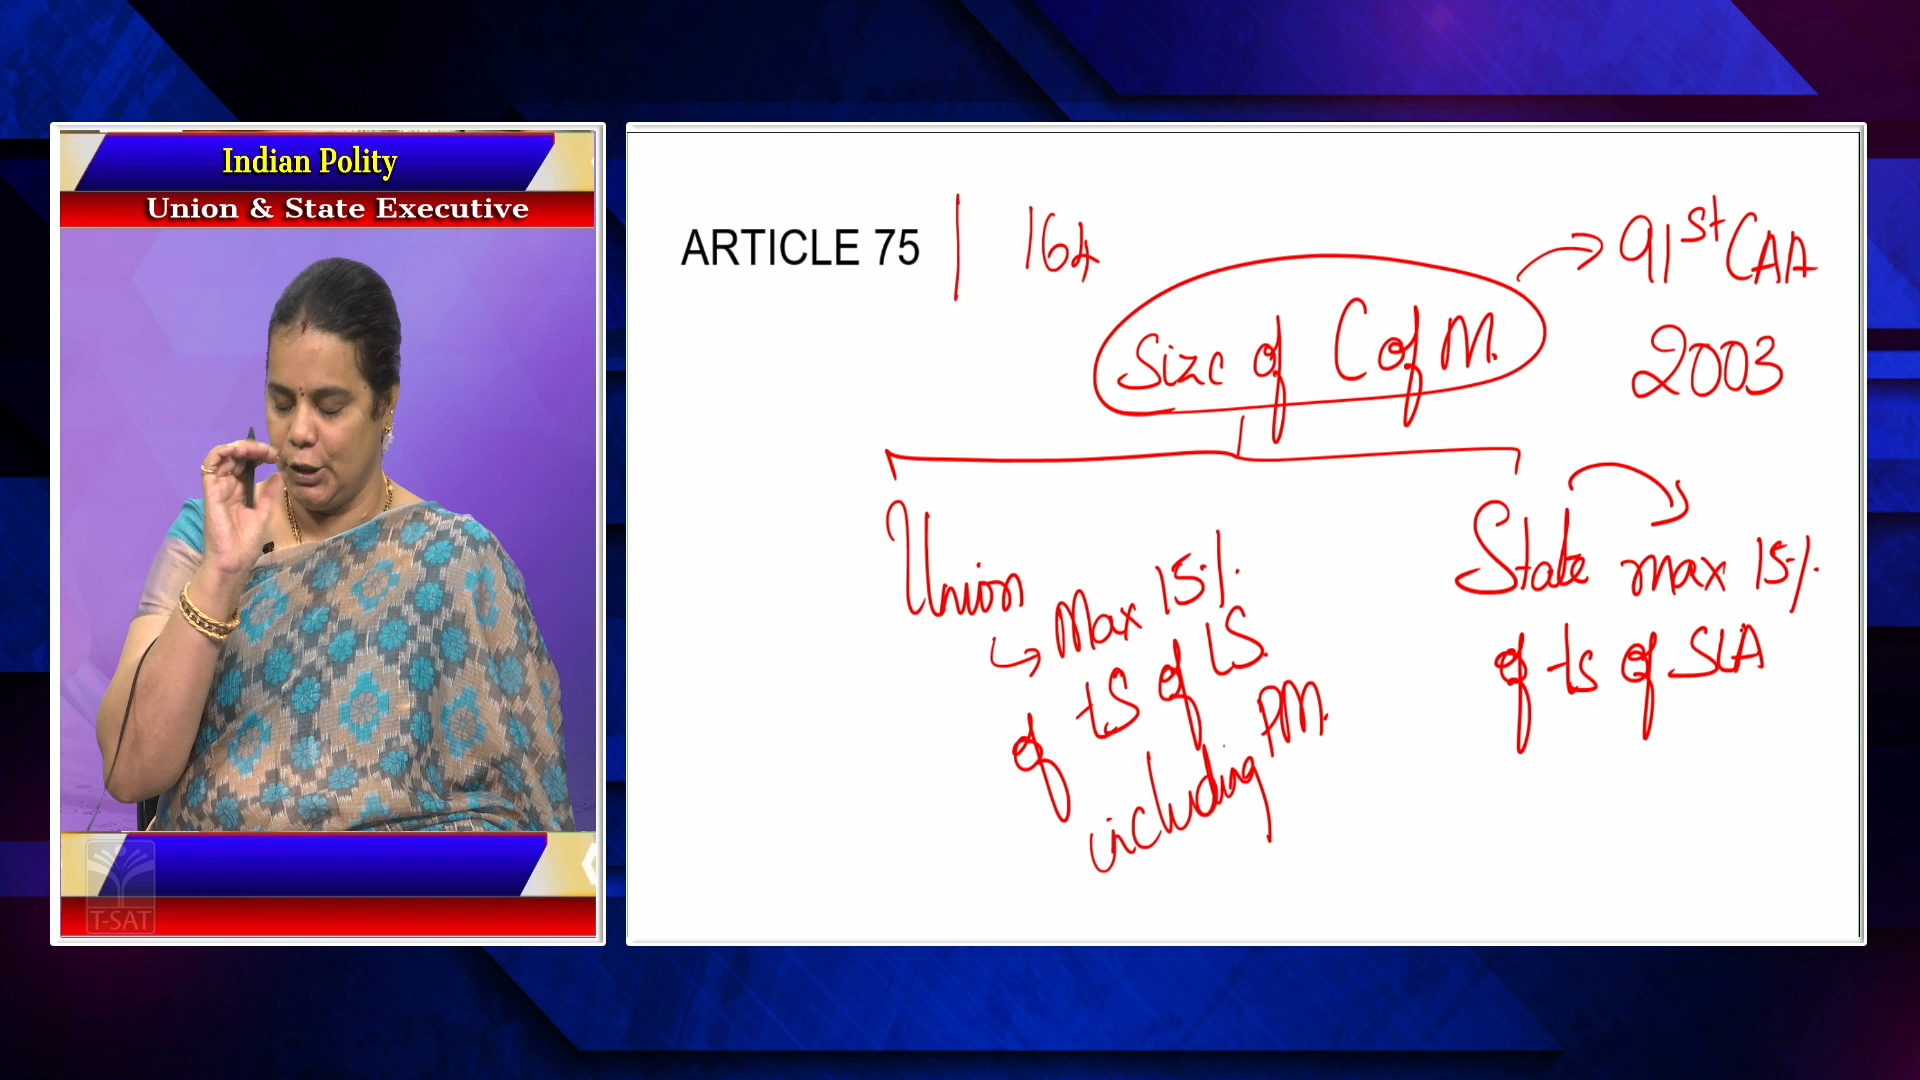 Indian Polity
Union & State Executive
T-SAT
ARTICLE 75 | 164
91st CAA
2003
Size of C of M.
Union
Max 15%
of ts of LS
including PM.
State max 15%
of ts of SLA